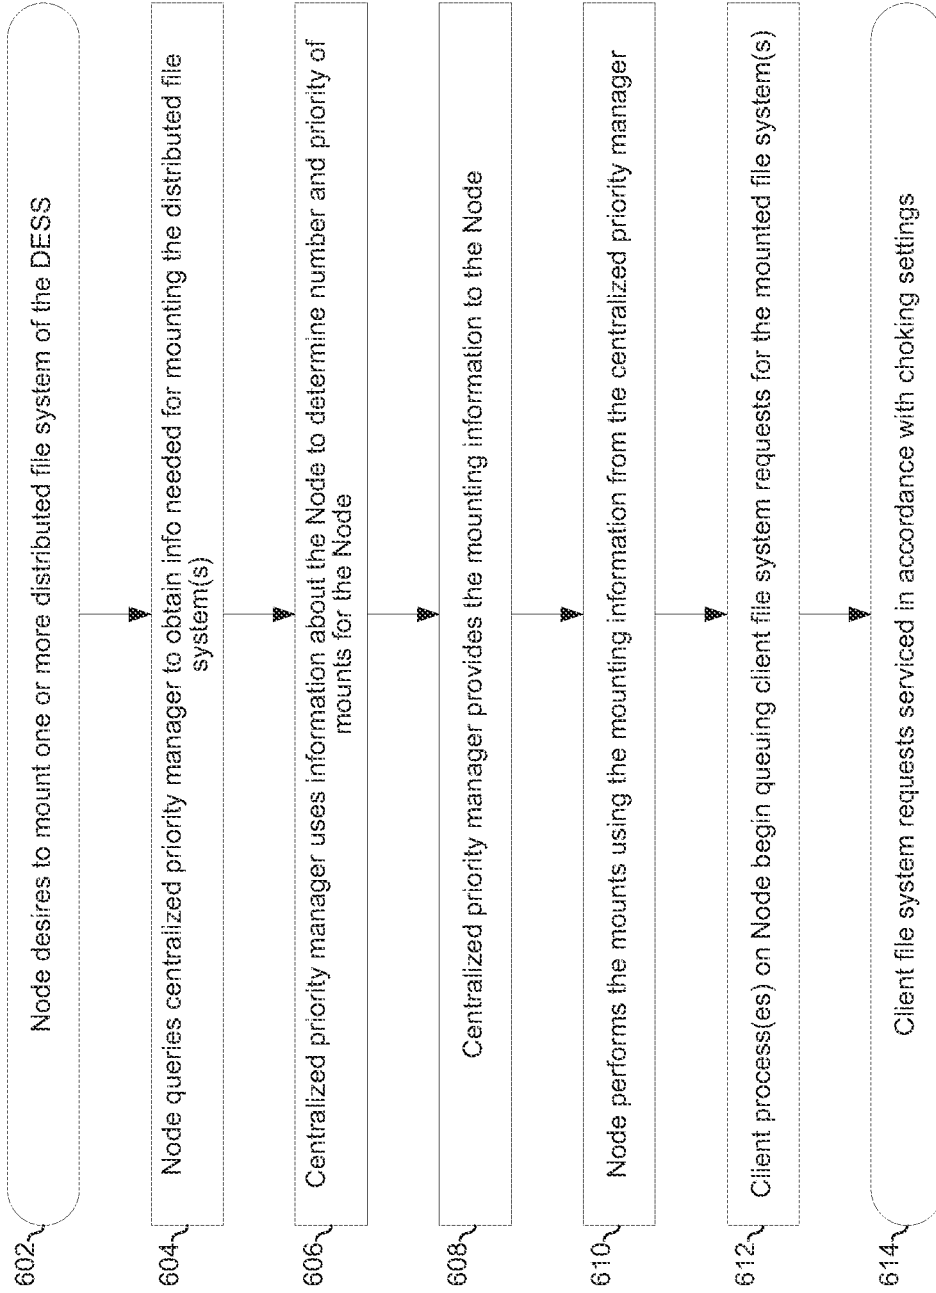 602
Node desires to mount one or more distributed file system of the DESS
604
Node queries centralized priority manager to obtain info needed for mounting the distributed file
system(s)
606
Centralized priority manager uses information about the Node to determine number and priority of
mounts for the Node
608
Centralized priority manager provides the mounting information to the Node
610
Node performs the mounts using the mounting information from the centralized priority manager
612
Client process(es) on Node begin queuing client file system requests for the mounted file system(s)
614
Client file system requests serviced in accordance with choking settings